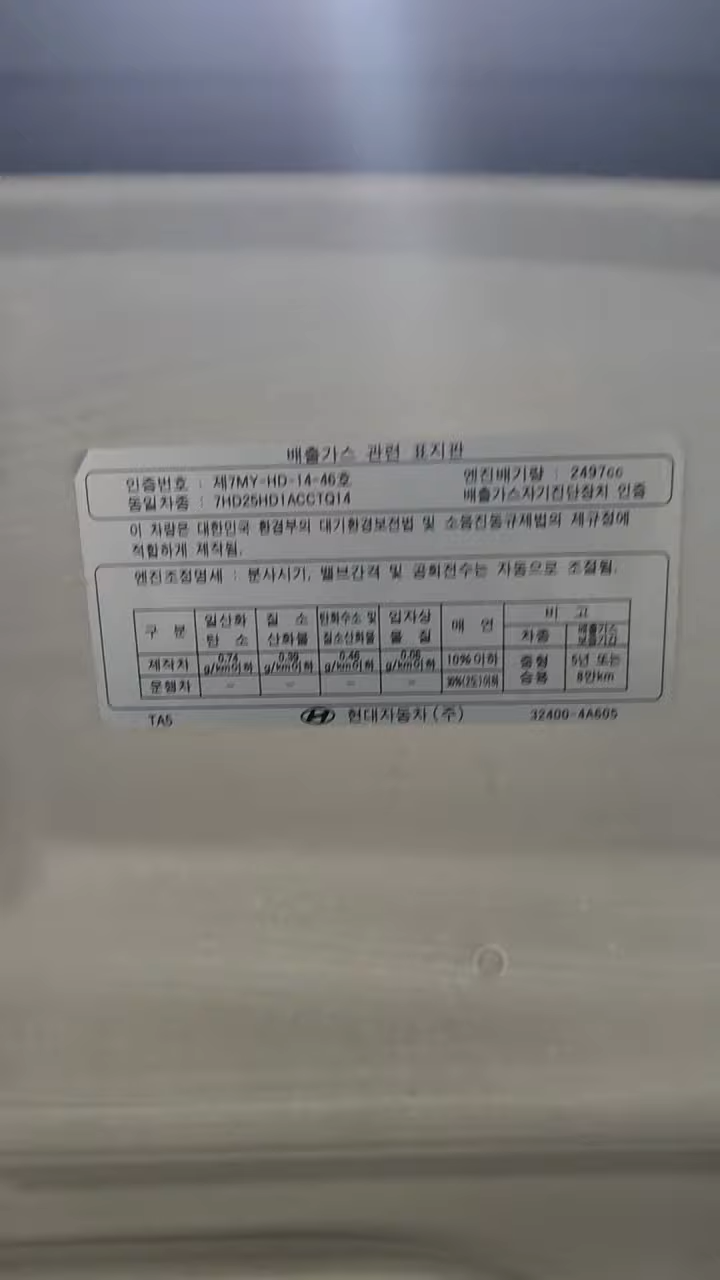 배출가스 관련 표지판
인증번호 : 제7MY-HD-14-46호 엔진배기량 : 2497cc
동일차종 : 7HD25HD1ACCTQ14 배출가스자기진단장치 인증
이 차량은 대한민국 환경부의 대기환경보전법 및 소음진동규제법의 제규정에
적합하게 제작됨.
엔진조정명세 : 분사시기, 밸브간격 및 공회전수는 자동으로 조절됨.
구 분 일산화 탄 소 질 소 산화물 탄화수소 및 질소산화물 입자상 물 질 매 연 비 고
차종 배출가스 보증기간
제작차 0.74 g/km이하 0.39 g/km이하 0.46 g/km이하 0.06 g/km이하 10%이하 중형 승용 5년 또는 8만km
운행차 - - - - 30%(2도)이하
TA5 현대자동차(주) 32400-4A605